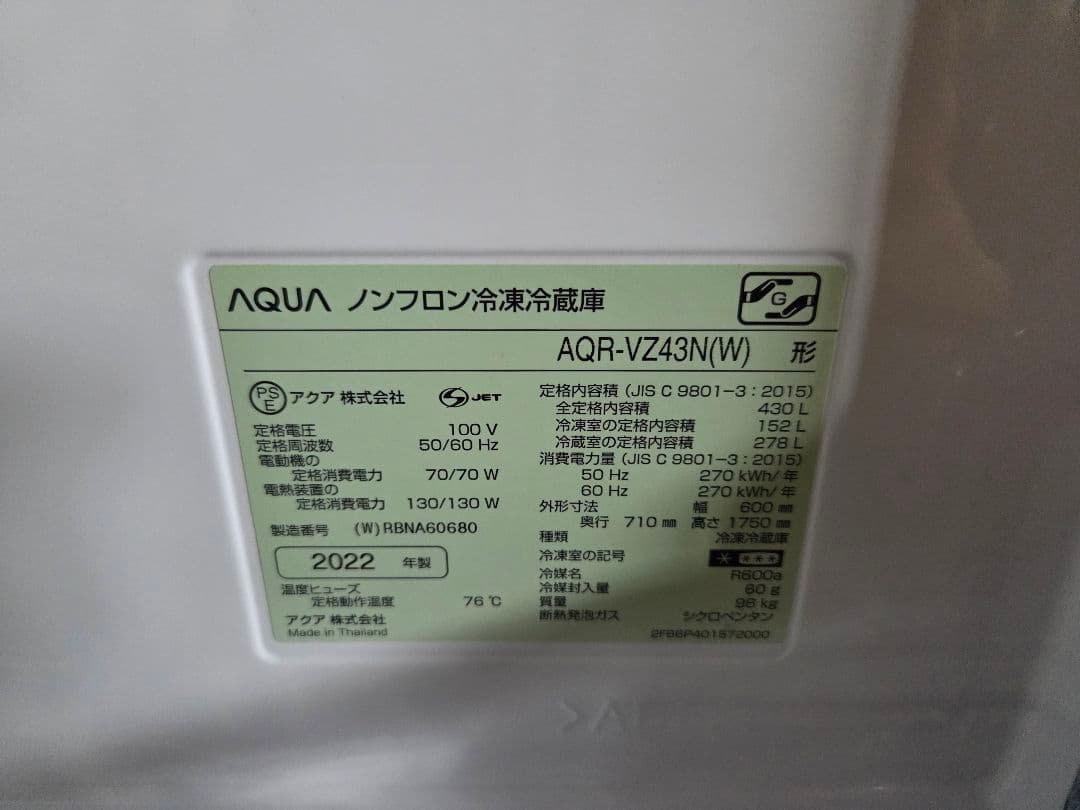 AQUA ノンフロン冷凍冷蔵庫
G
AQR-VZ43N(W) 形
PSE アクア 株式会社 JET
定格電圧 100 V
定格周波数 50/60 Hz
電動機の
定格消費電力 70/70 W
電熱装置の
定格消費電力 130/130 W
製造番号 (W)RBNA60680
2022 年製
温度ヒューズ
定格動作温度 76 ℃
アクア 株式会社
Made in Thailand
定格内容積 (JIS C 9801-3 : 2015)
全定格内容積 430 L
冷凍室の定格内容積 152 L
冷蔵室の定格内容積 278 L
消費電力量 (JIS C 9801-3 : 2015)
50 Hz 270 kWh/年
60 Hz 270 kWh/年
外形寸法 幅 600 ㎜
奥行 710 ㎜ 高さ 1750 ㎜
種類 冷凍冷蔵庫
冷凍室の記号 * ***
冷媒名 R600a
冷媒封入量 60 g
質量 98 kg
断熱発泡ガス シクロペンタン